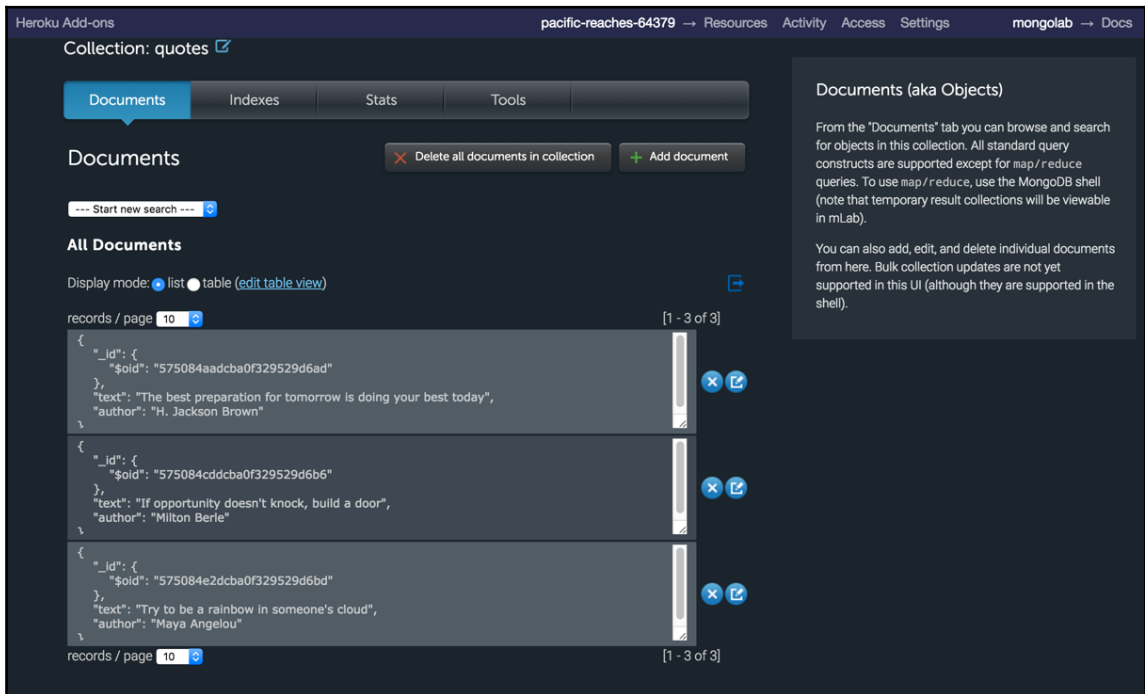 Heroku Add-ons pacific-reaches-64379 → Resources Activity Access Settings mongolab → Docs
Collection: quotes
Documents Indexes Stats Tools
Documents
Delete all documents in collection
Add document
--- Start new search ---
All Documents
Display mode: list table (edit table view)
records / page 10 [1 - 3 of 3]
{
"_id": {
"$oid": "575084aadcba0f329529d6ad"
},
"text": "The best preparation for tomorrow is doing your best today",
"author": "H. Jackson Brown"
}
{
"_id": {
"$oid": "575084cddcba0f329529d6b6"
},
"text": "If opportunity doesn't knock, build a door",
"author": "Milton Berle"
}
{
"_id": {
"$oid": "575084e2dcba0f329529d6bd"
},
"text": "Try to be a rainbow in someone's cloud",
"author": "Maya Angelou"
}
records / page 10 [1 - 3 of 3]
Documents (aka Objects)
From the "Documents" tab you can browse and search
for objects in this collection. All standard query
constructs are supported except for map/reduce
queries. To use map/reduce, use the MongoDB shell
(note that temporary result collections will be viewable
in mLab).
You can also add, edit, and delete individual documents
from here. Bulk collection updates are not yet
supported in this UI (although they are supported in the
shell).